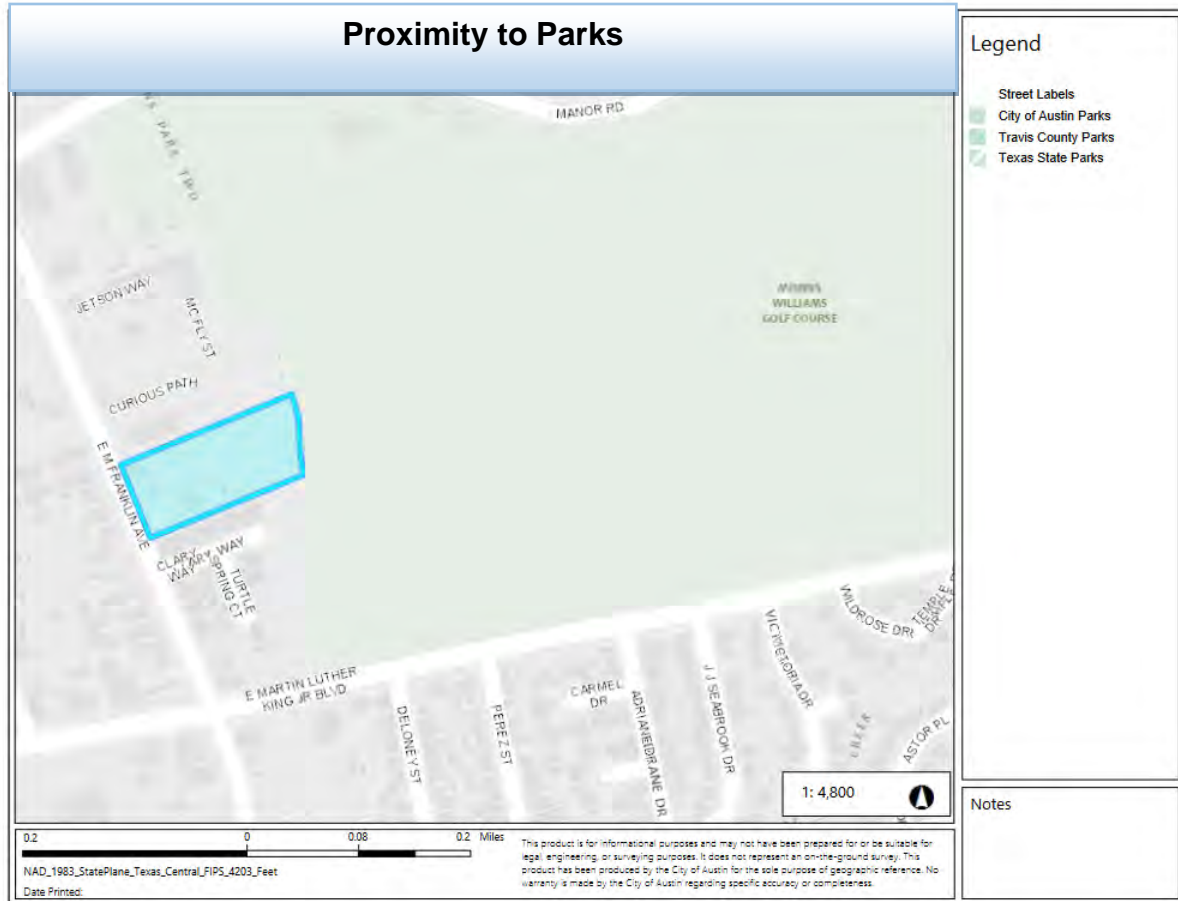 Proximity to Parks
Legend
Street Labels
City of Austin Parks
Travis County Parks
Texas State Parks
MANOR RD
PARK
JETSON WAY
MC FLY ST
WILLIAMS
GOLF COURSE
CURIOUS PATH
E M FRANKLIN AVE
CLARY
WAY
WAY
TURTLE
SPRING CT
E MARTIN LUTHER
KING JR BLVD
DELONEY ST
PEREZ ST
CARMEL
DR
J J SEABROOK DR
WILDROSE
TEMPLE
DR
CREEK
ASTOR PL
1: 4,800
Notes
0.2 0 0.08 0.2 Miles
NAD_1983_StatePlane_Texas_Central_FIPS_4203_Feet
Date Printed:
This product is for informational purposes and may not have been prepared for or be suitable for
legal, engineering, or surveying purposes. It does not represent an on-the-ground survey. This
product has been produced by the City of Austin for the sole purpose of geographic reference. No
warranty is made by the City of Austin regarding specific accuracy or completeness.